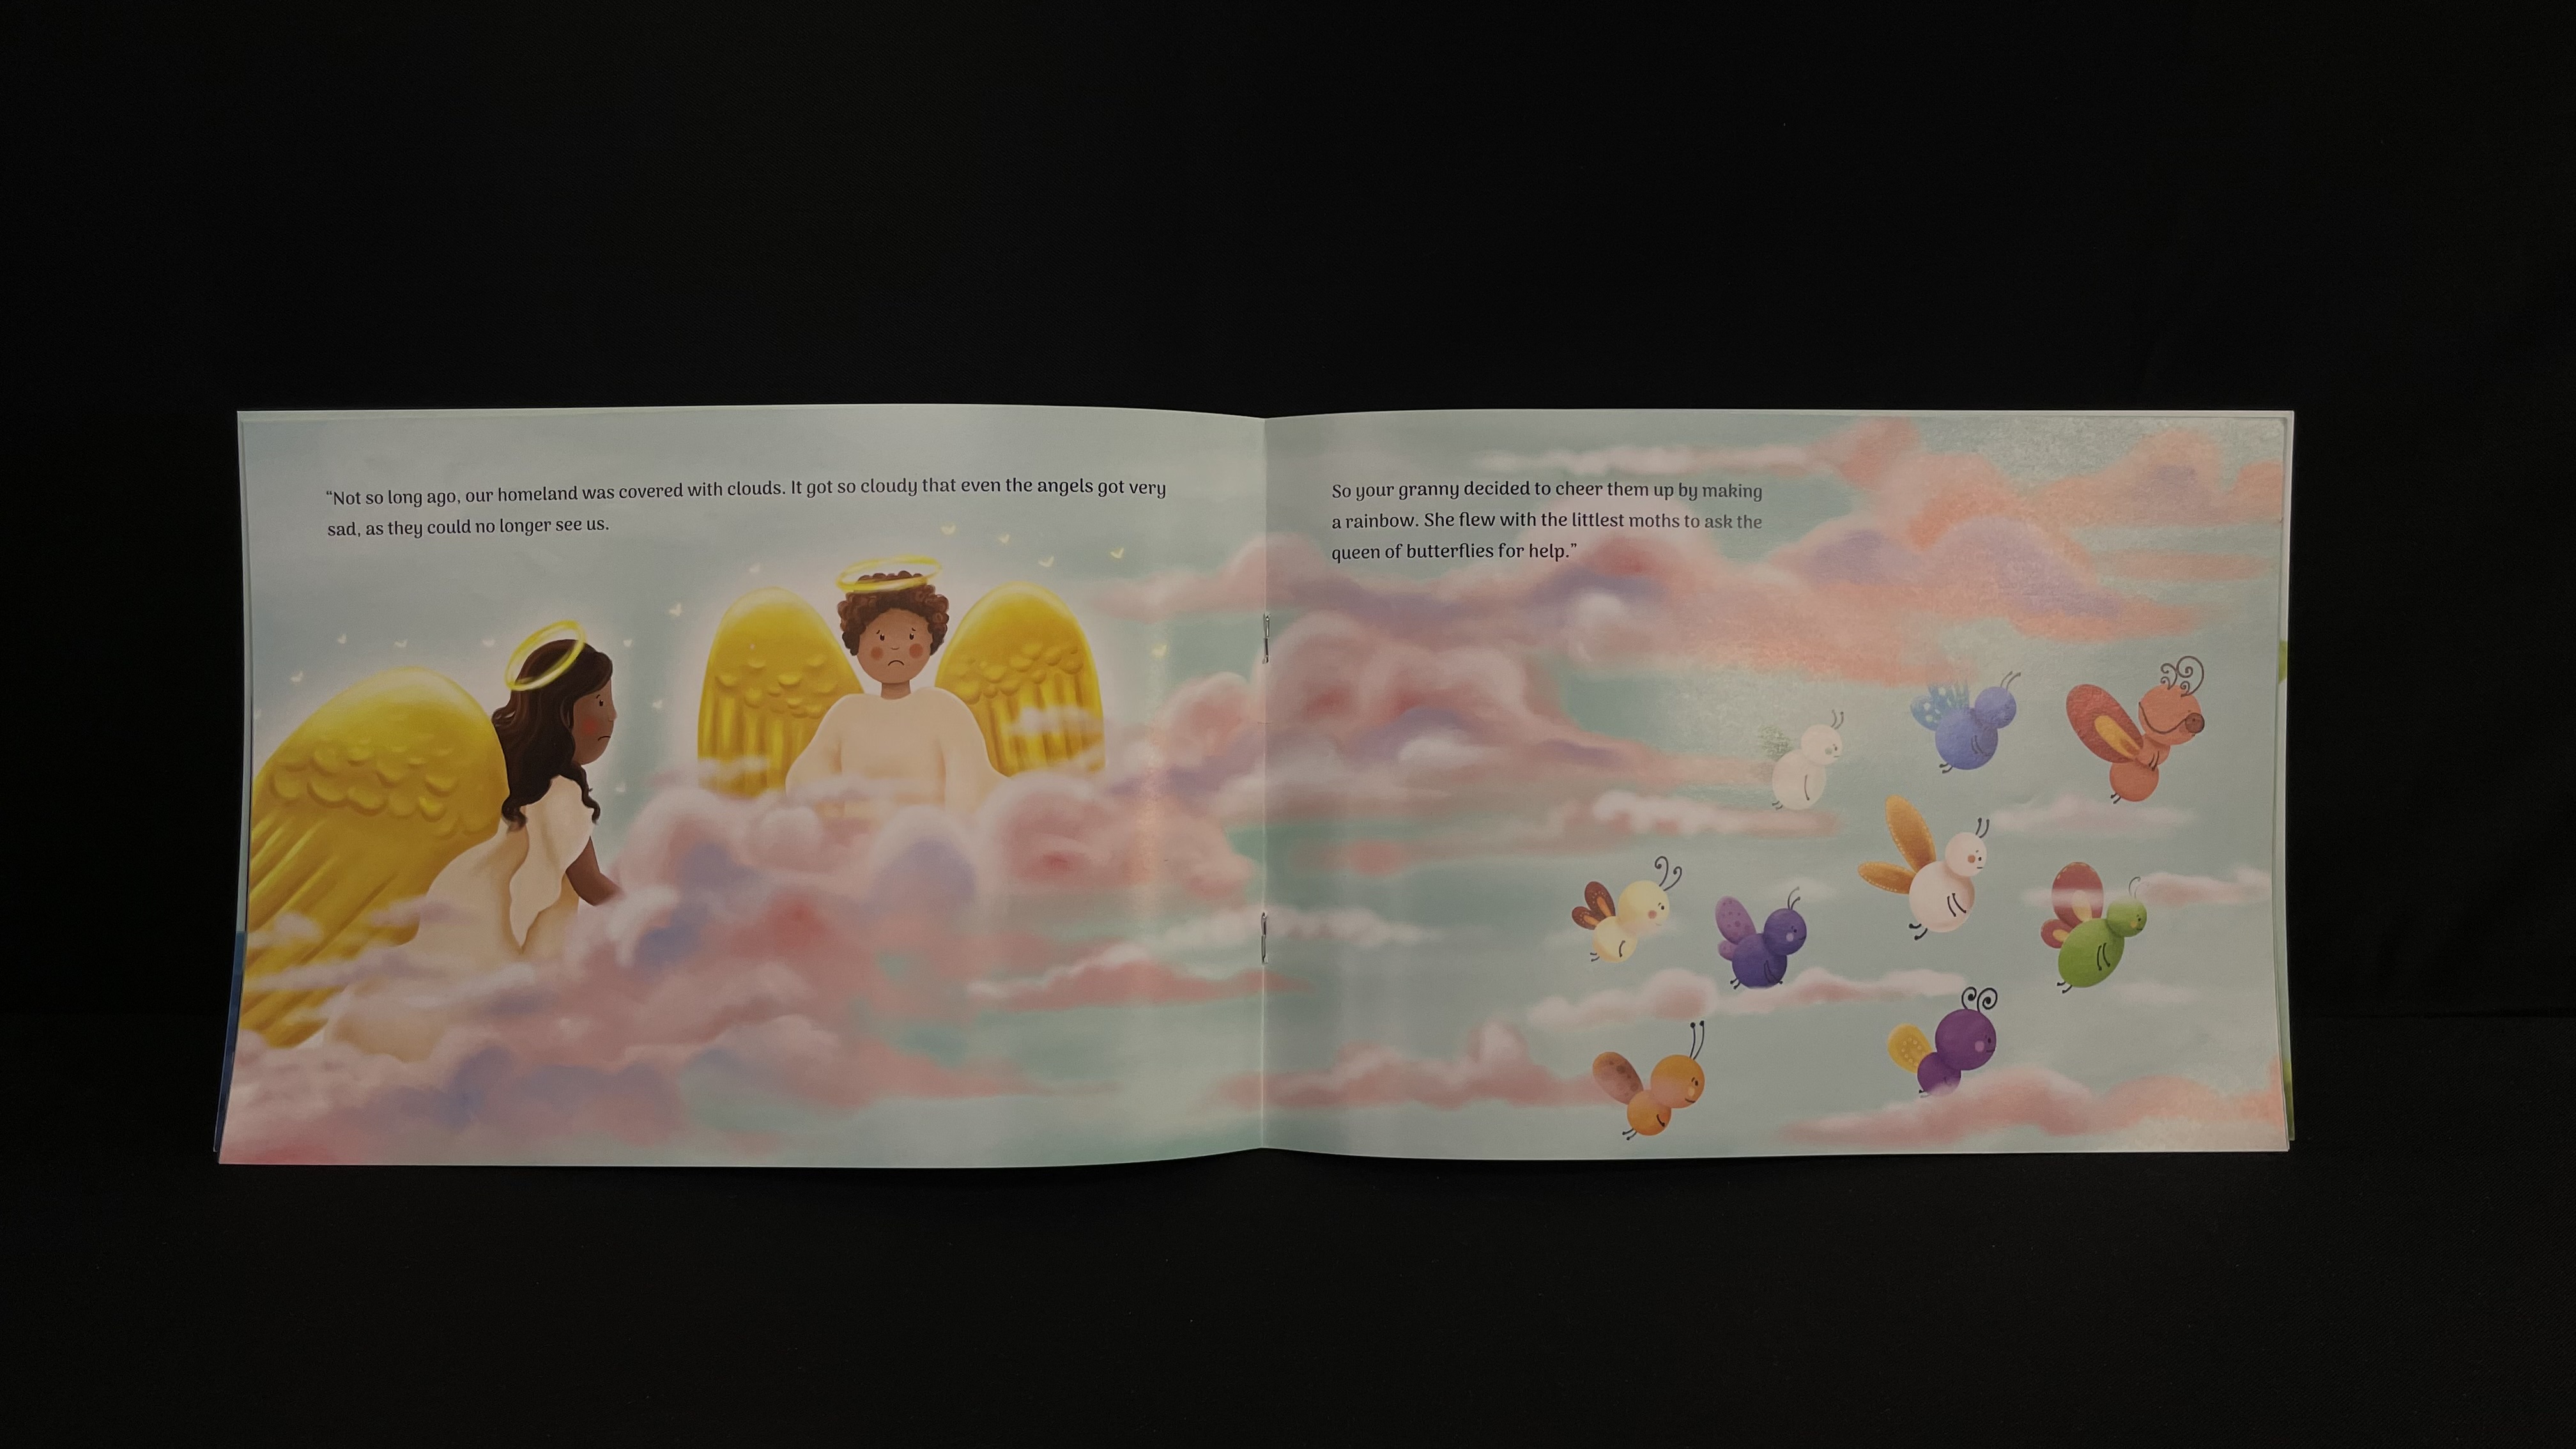 “Not so long ago, our homeland was covered with clouds. It got so cloudy that even the angels got very
sad, as they could no longer see us.
So your granny decided to cheer them up by making
a rainbow. She flew with the littlest moths to ask the
queen of butterflies for help.”